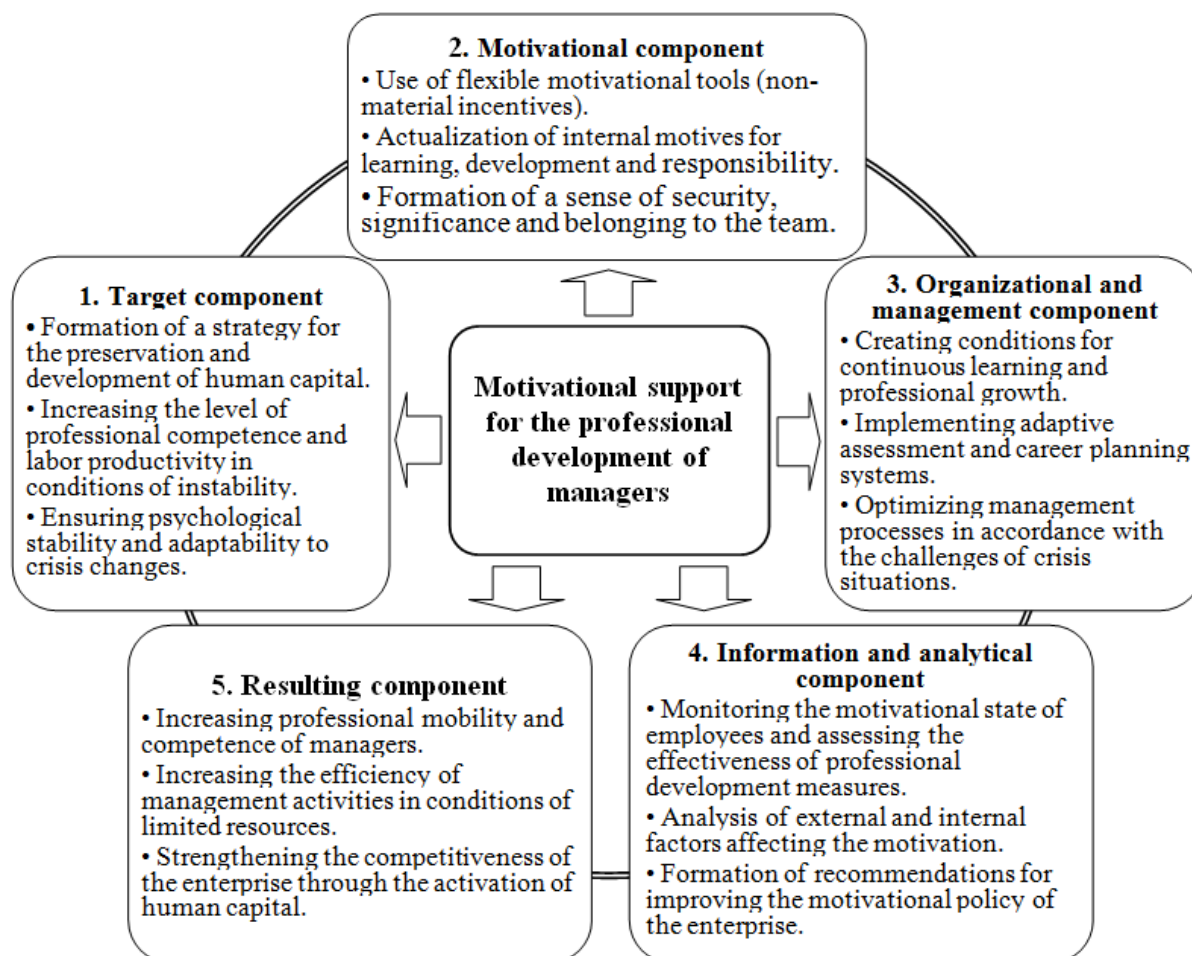 2. Motivational component
• Use of flexible motivational tools (non-
material incentives).
• Actualization of internal motives for
learning, development and responsibility.
• Formation of a sense of security,
significance and belonging to the team.
1. Target component
• Formation of a strategy for
the preservation and
development of human capital.
• Increasing the level of
professional competence and
labor productivity in
conditions of instability.
• Ensuring psychological
stability and adaptability to
crisis changes.
Motivational support
for the professional
development of
managers
3. Organizational and
management component
• Creating conditions for
continuous learning and
professional growth.
• Implementing adaptive
assessment and career planning
systems.
• Optimizing management
processes in accordance with
the challenges of crisis
situations.
4. Information and analytical
component
• Monitoring the motivational state of
employees and assessing the
effectiveness of professional
development measures.
• Analysis of external and internal
factors affecting the motivation.
• Formation of recommendations for
improving the motivational policy of
the enterprise.
5. Resulting component
• Increasing professional mobility and
competence of managers.
• Increasing the efficiency of
management activities in conditions of
limited resources.
• Strengthening the competitiveness of
the enterprise through the activation of
human capital.